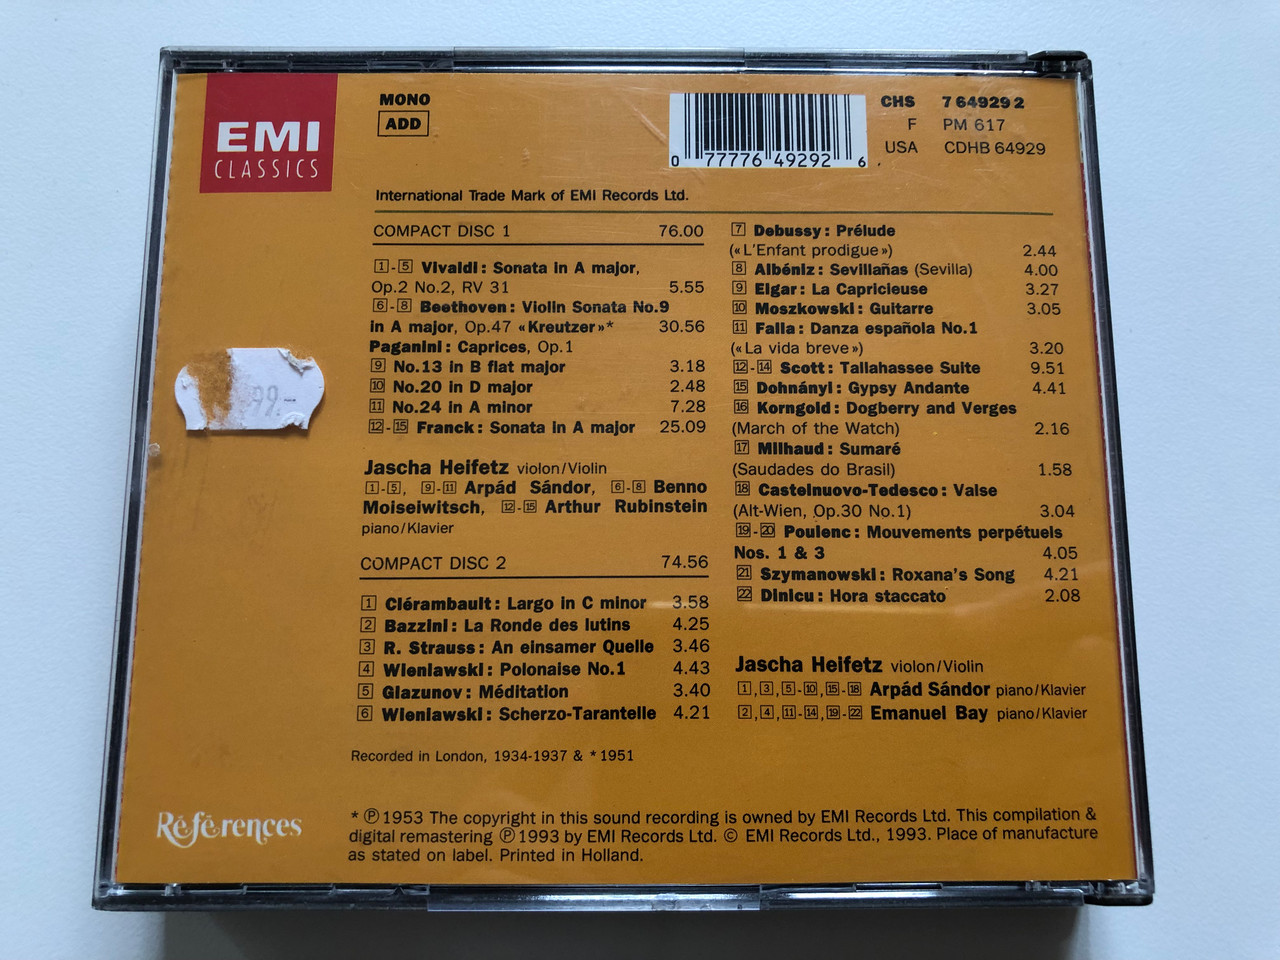 EMI
CLASSICS
MONO
ADD
0 77776 49292 6
CHS 7 64929 2
F PM 617
USA CDHB 64929
International Trade Mark of EMI Records Ltd.
COMPACT DISC 1 76.00
1-5 Vivaldi: Sonata in A major,
Op.2 No.2, RV 31 5.55
6-8 Beethoven: Violin Sonata No.9
in A major, Op.47 «Kreutzer»* 30.56
Paganini: Caprices, Op.1
9 No.13 in B flat major 3.18
10 No.20 in D major 2.48
11 No.24 in A minor 7.28
12-15 Franck: Sonata in A major 25.09
Jascha Heifetz violon/Violin
1-5, 9-11 Arpád Sándor, 6-8 Benno
Moiseiwitsch, 12-15 Arthur Rubinstein
piano/Klavier
COMPACT DISC 2 74.56
1 Clérambault: Largo in C minor 3.58
2 Bazzini: La Ronde des lutins 4.25
3 R. Strauss: An einsamer Quelle 3.46
4 Wieniawski: Polonaise No.1 4.43
5 Glazunov: Méditation 3.40
6 Wieniawski: Scherzo-Tarantelle 4.21
Recorded in London, 1934-1937 & *1951
7 Debussy: Prélude
(«L'Enfant prodigue») 2.44
8 Albéniz: Sevillañas (Sevilla) 4.00
9 Elgar: La Capricieuse 3.27
10 Moszkowski: Guitarre 3.05
11 Falla: Danza española No.1
(«La vida breve») 3.20
12-14 Scott: Tallahassee Suite 9.51
15 Dohnányi: Gypsy Andante 4.41
16 Korngold: Dogberry and Verges
(March of the Watch) 2.16
17 Milhaud: Sumaré
(Saudades do Brasil) 1.58
18 Castelnuovo-Tedesco: Valse
(Alt-Wien, Op.30 No.1) 3.04
19-20 Poulenc: Mouvements perpétuels
Nos. 1 & 3 4.05
21 Szymanowski: Roxana's Song 4.21
22 Dinicu: Hora staccato 2.08
Jascha Heifetz violon/Violin
1,3,5-10,15-18 Arpád Sándor piano/Klavier
2,4,11-14,19-22 Emanuel Bay piano/Klavier
99.-
Références
* ℗ 1953 The copyright in this sound recording is owned by EMI Records Ltd. This compilation &
digital remastering ℗ 1993 by EMI Records Ltd. © EMI Records Ltd., 1993. Place of manufacture
as stated on label. Printed in Holland.